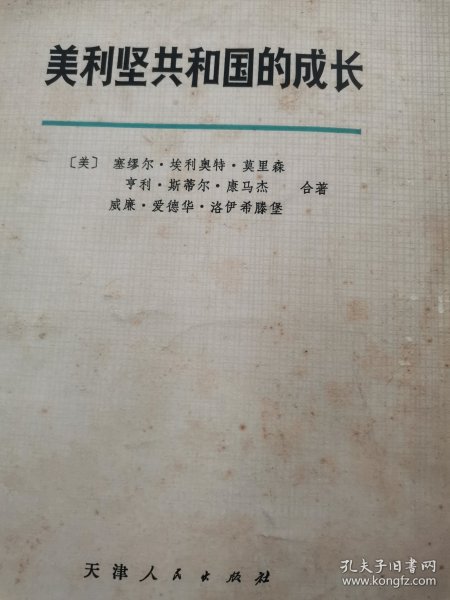 美利坚共和国的成长
〔美〕 塞缪尔·埃利奥特·莫里森
亨利·斯蒂尔·康马杰 合著
威廉·爱德华·洛伊希滕堡
天津人民出版社
孔夫子旧书网
www.kongfz.com